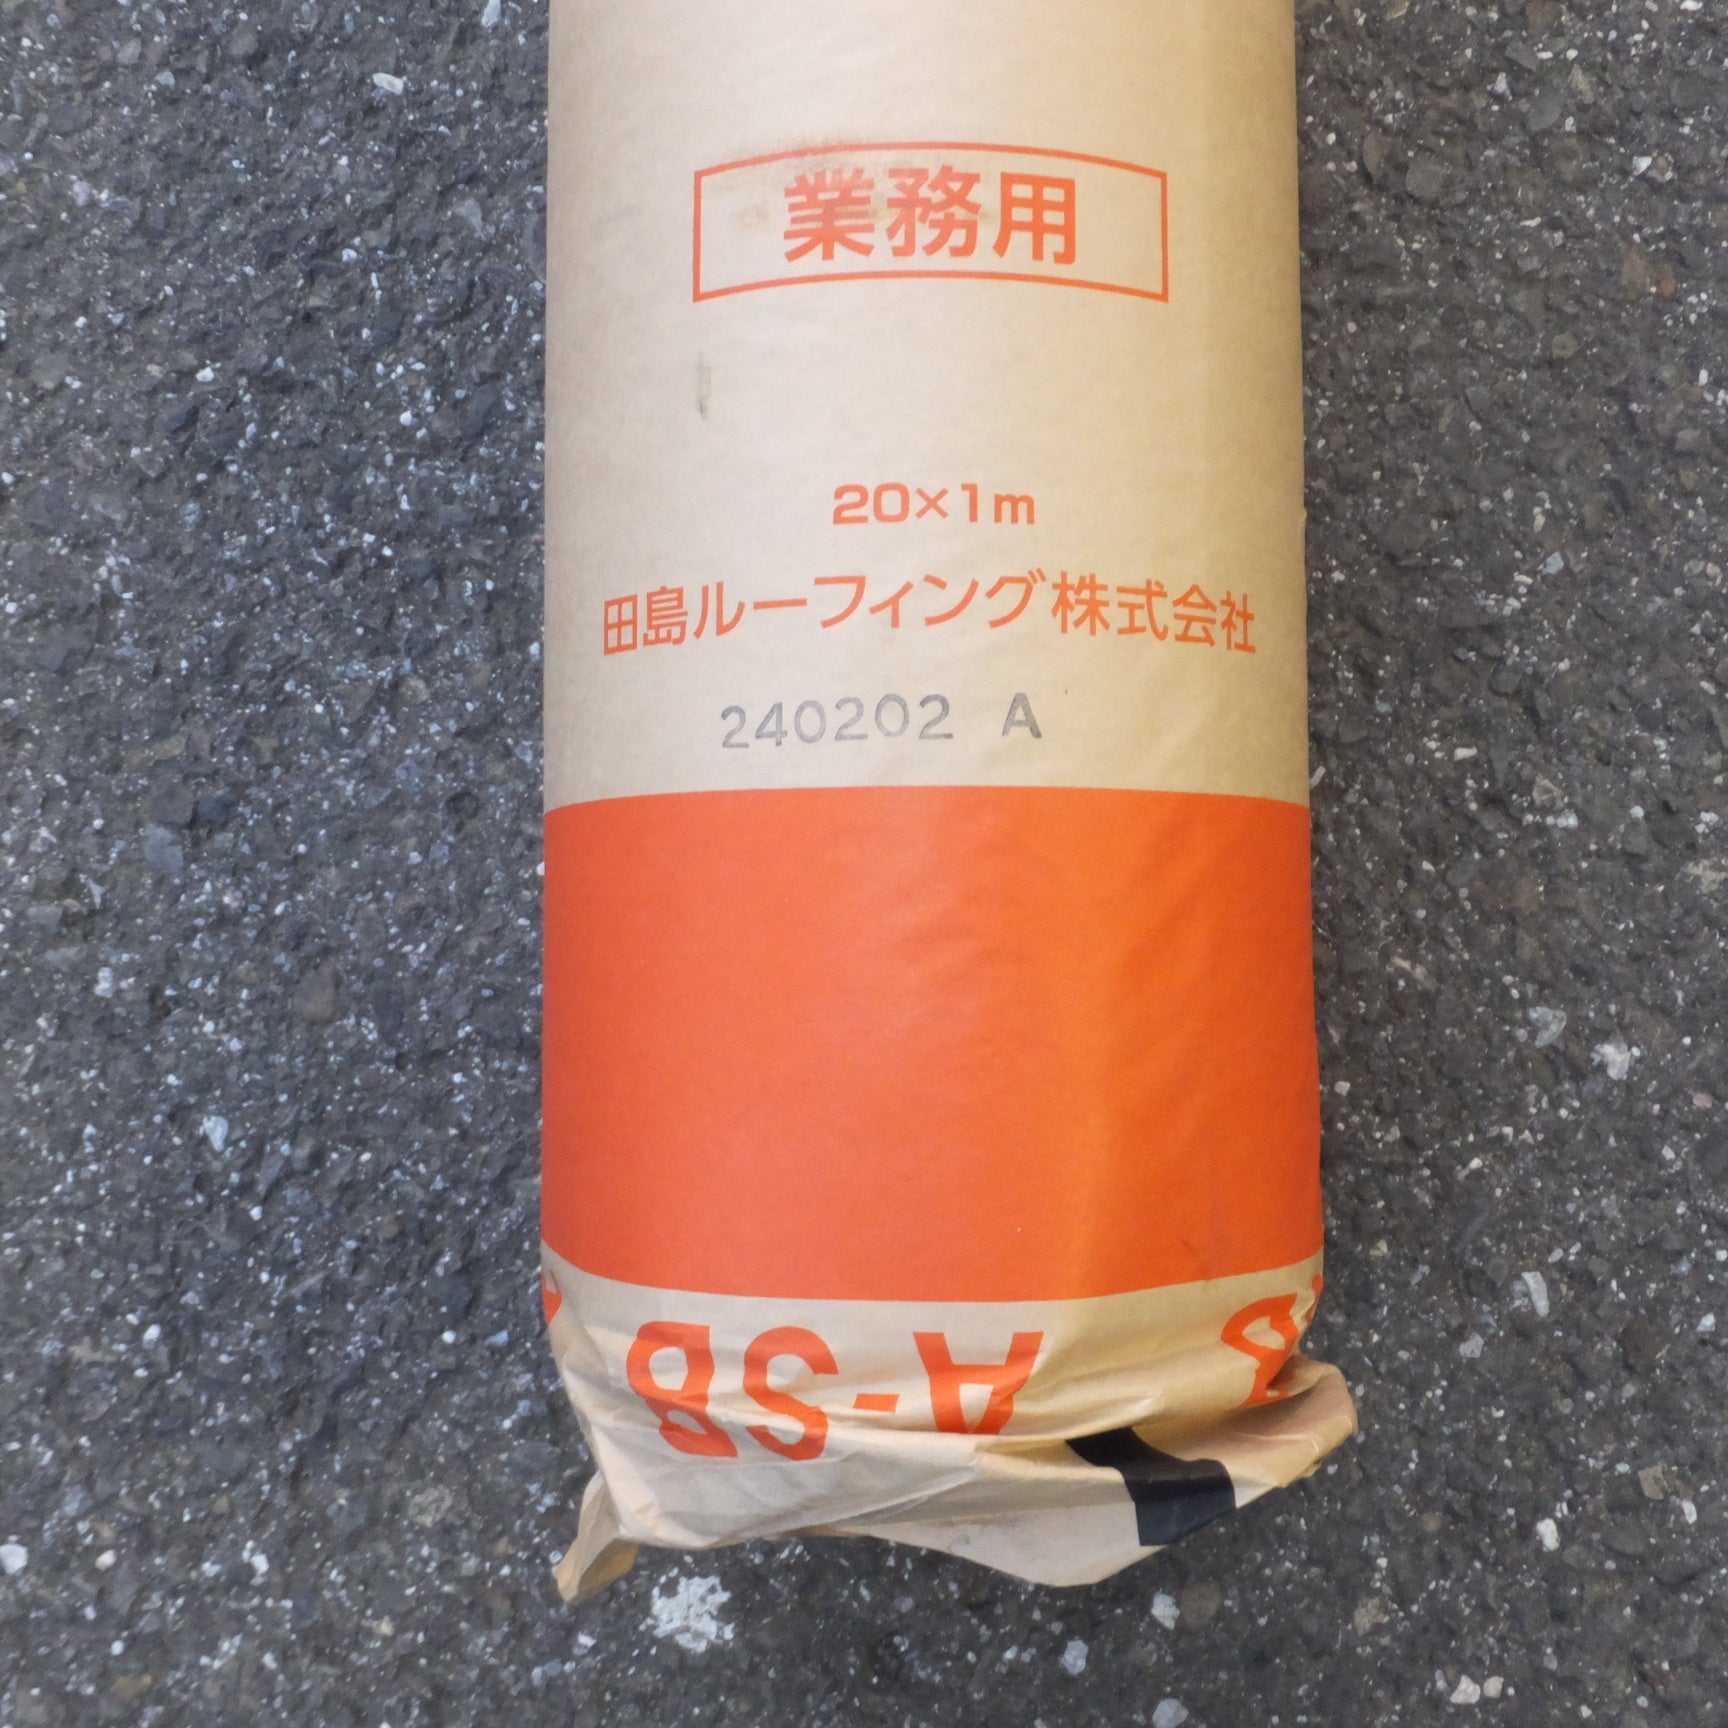 業務用
20×1m
田島ルーフィング株式会社
240202 A
A-SB